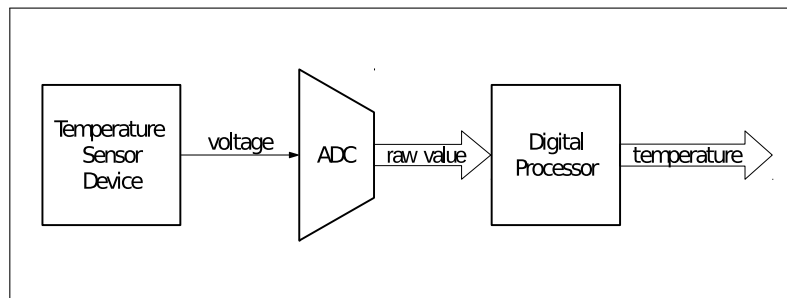 Temperature
Sensor
Device
voltage
ADC
raw value
Digital
Processor
temperature